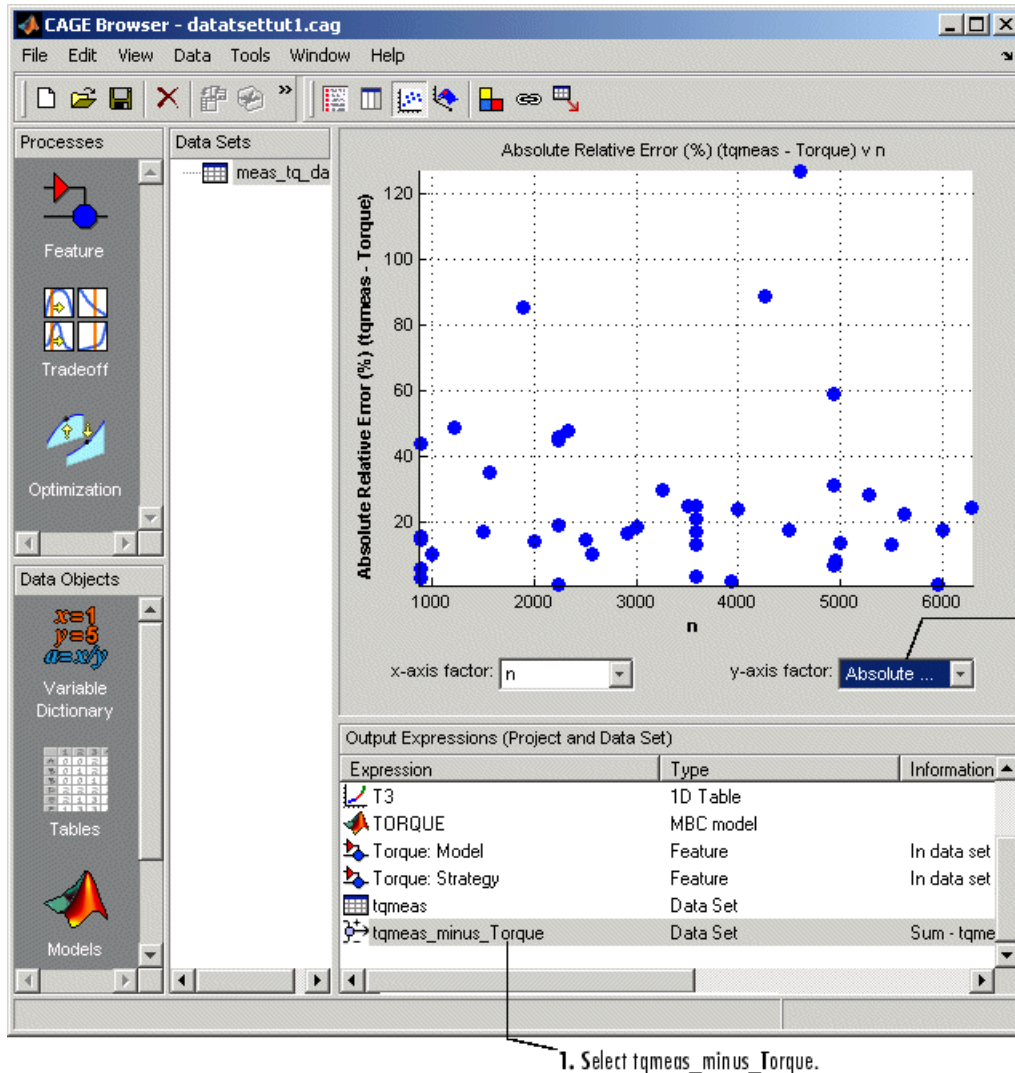 CAGE Browser - datatsettut1.cag
File Edit View Data Tools Window Help
»
Processes
Feature
Tradeoff
Optimization
Data Sets
meas_tq_da
Absolute Relative Error (%) (tqmeas - Torque) v n
Absolute Relative Error (%) (tqmeas - Torque)
120
100
80
60
40
20
1000 2000 3000 4000 5000 6000
n
x-axis factor: n
y-axis factor: Absolute ...
Data Objects
x=1
y=5
a=x/y
Variable
Dictionary
Tables
Models
Output Expressions (Project and Data Set)
Expression Type Information
T3 1D Table
TORQUE MBC model
Torque: Model Feature In data set
Torque: Strategy Feature In data set
tqmeas Data Set
tqmeas_minus_Torque Data Set Sum - tqme
1. Select tqmeas_minus_Torque.